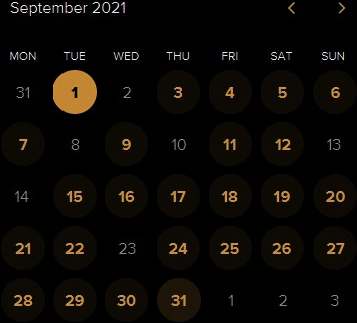 September 2021
MON TUE WED THU FRI SAT SUN
31 1 2 3 4 5 6
7 8 9 10 11 12 13
14 15 16 17 18 19 20
21 22 23 24 25 26 27
28 29 30 31 1 2 3